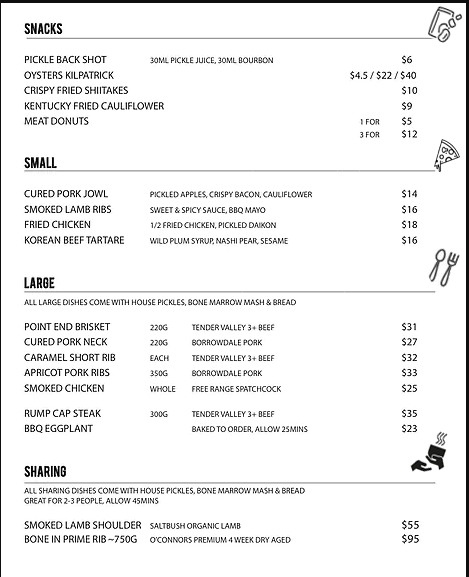 SNACKS
PICKLE BACK SHOT 30ML PICKLE JUICE, 30ML BOURBON $6
OYSTERS KILPATRICK $4.5 / $22 / $40
CRISPY FRIED SHIITAKES $10
KENTUCKY FRIED CAULIFLOWER $9
MEAT DONUTS 1 FOR $5
3 FOR $12
SMALL
CURED PORK JOWL PICKLED APPLES, CRISPY BACON, CAULIFLOWER $14
SMOKED LAMB RIBS SWEET & SPICY SAUCE, BBQ MAYO $16
FRIED CHICKEN 1/2 FRIED CHICKEN, PICKLED DAIKON $18
KOREAN BEEF TARTARE WILD PLUM SYRUP, NASHI PEAR, SESAME $16
LARGE
ALL LARGE DISHES COME WITH HOUSE PICKLES, BONE MARROW MASH & BREAD
POINT END BRISKET 220G TENDER VALLEY 3+ BEEF $31
CURED PORK NECK 220G BORROWDALE PORK $27
CARAMEL SHORT RIB EACH TENDER VALLEY 3+ BEEF $32
APRICOT PORK RIBS 350G BORROWDALE PORK $33
SMOKED CHICKEN WHOLE FREE RANGE SPATCHCOCK $25
RUMP CAP STEAK 300G TENDER VALLEY 3+ BEEF $35
BBQ EGGPLANT BAKED TO ORDER, ALLOW 25MINS $23
SHARING
ALL SHARING DISHES COME WITH HOUSE PICKLES, BONE MARROW MASH & BREAD
GREAT FOR 2-3 PEOPLE, ALLOW 45MINS
SMOKED LAMB SHOULDER SALTBUSH ORGANIC LAMB $55
BONE IN PRIME RIB ~750G O'CONNORS PREMIUM 4 WEEK DRY AGED $95